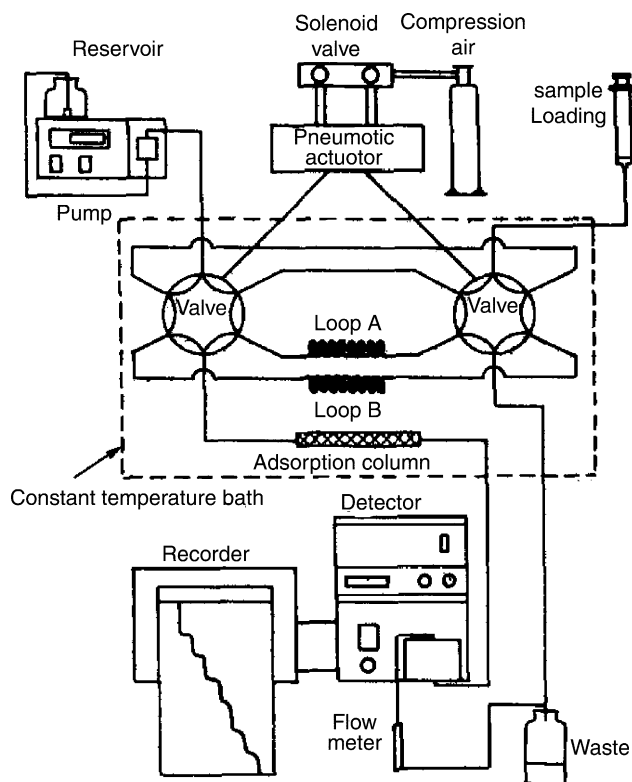 Reservoir
Solenoid
valve
Compression
air
sample
Loading
Pneumotic
actuotor
Pump
Valve
Valve
Loop A
Loop B
Adsorption column
Constant temperature bath
Detector
Recorder
Flow
meter
Waste